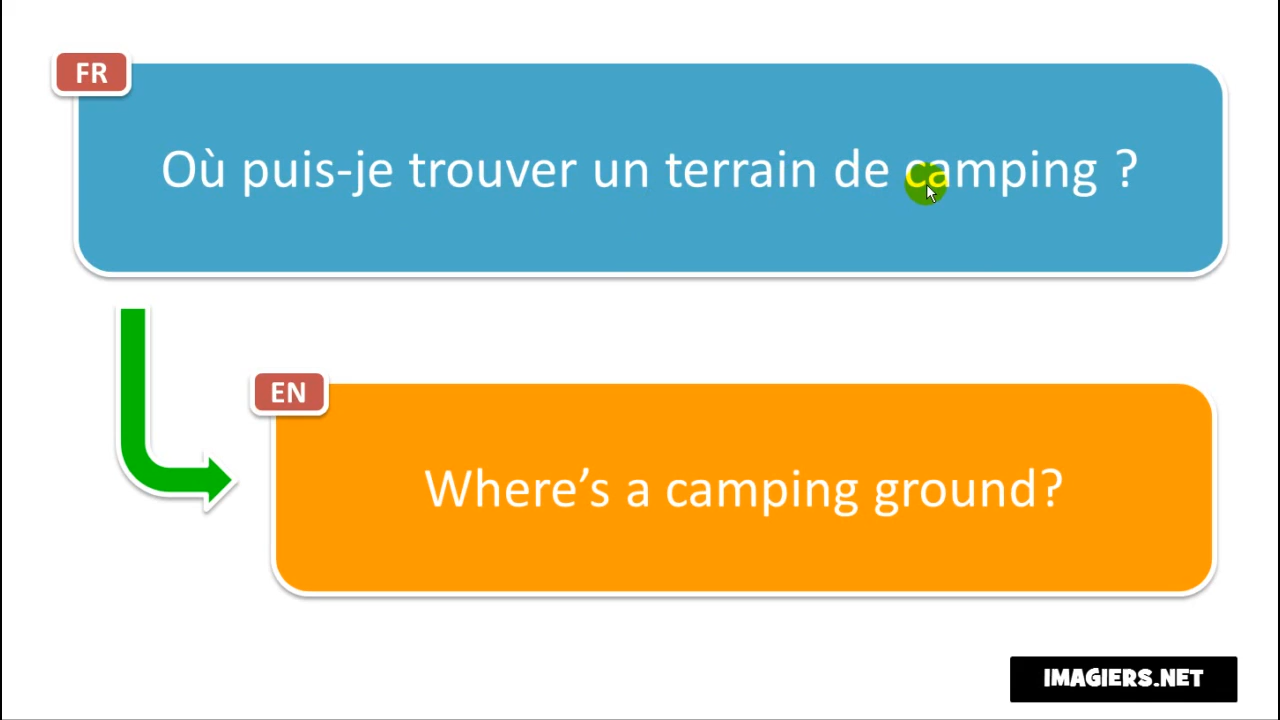 FR
Où puis-je trouver un terrain de camping ?
EN
Where’s a camping ground?
IMAGIERS.NET